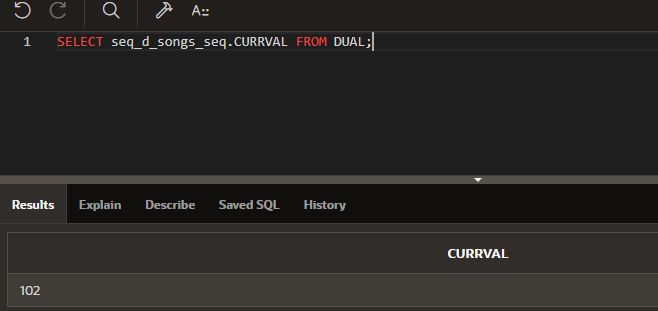 A::
1 SELECT seq_d_songs_seq.CURRVAL FROM DUAL;
Results Explain Describe Saved SQL History
CURRVAL
102